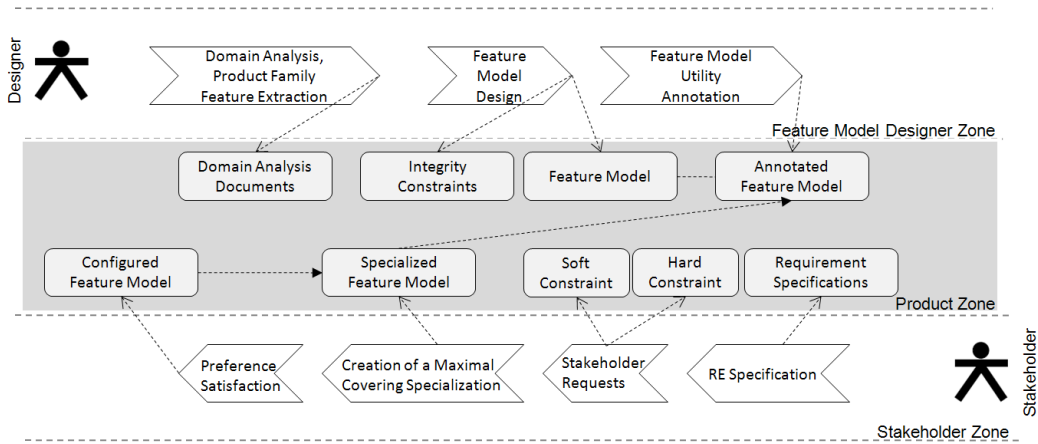 Designer
Domain Analysis,
Product Family
Feature Extraction
Feature
Model
Design
Feature Model
Utility
Annotation
Feature Model Designer Zone
Domain Analysis
Documents
Integrity
Constraints
Feature Model
Annotated
Feature Model
Configured
Feature Model
Specialized
Feature Model
Soft
Constraint
Hard
Constraint
Requirement
Specifications
Product Zone
Preference
Satisfaction
Creation of a Maximal
Covering Specialization
Stakeholder
Requests
RE Specification
Stakeholder
Stakeholder Zone